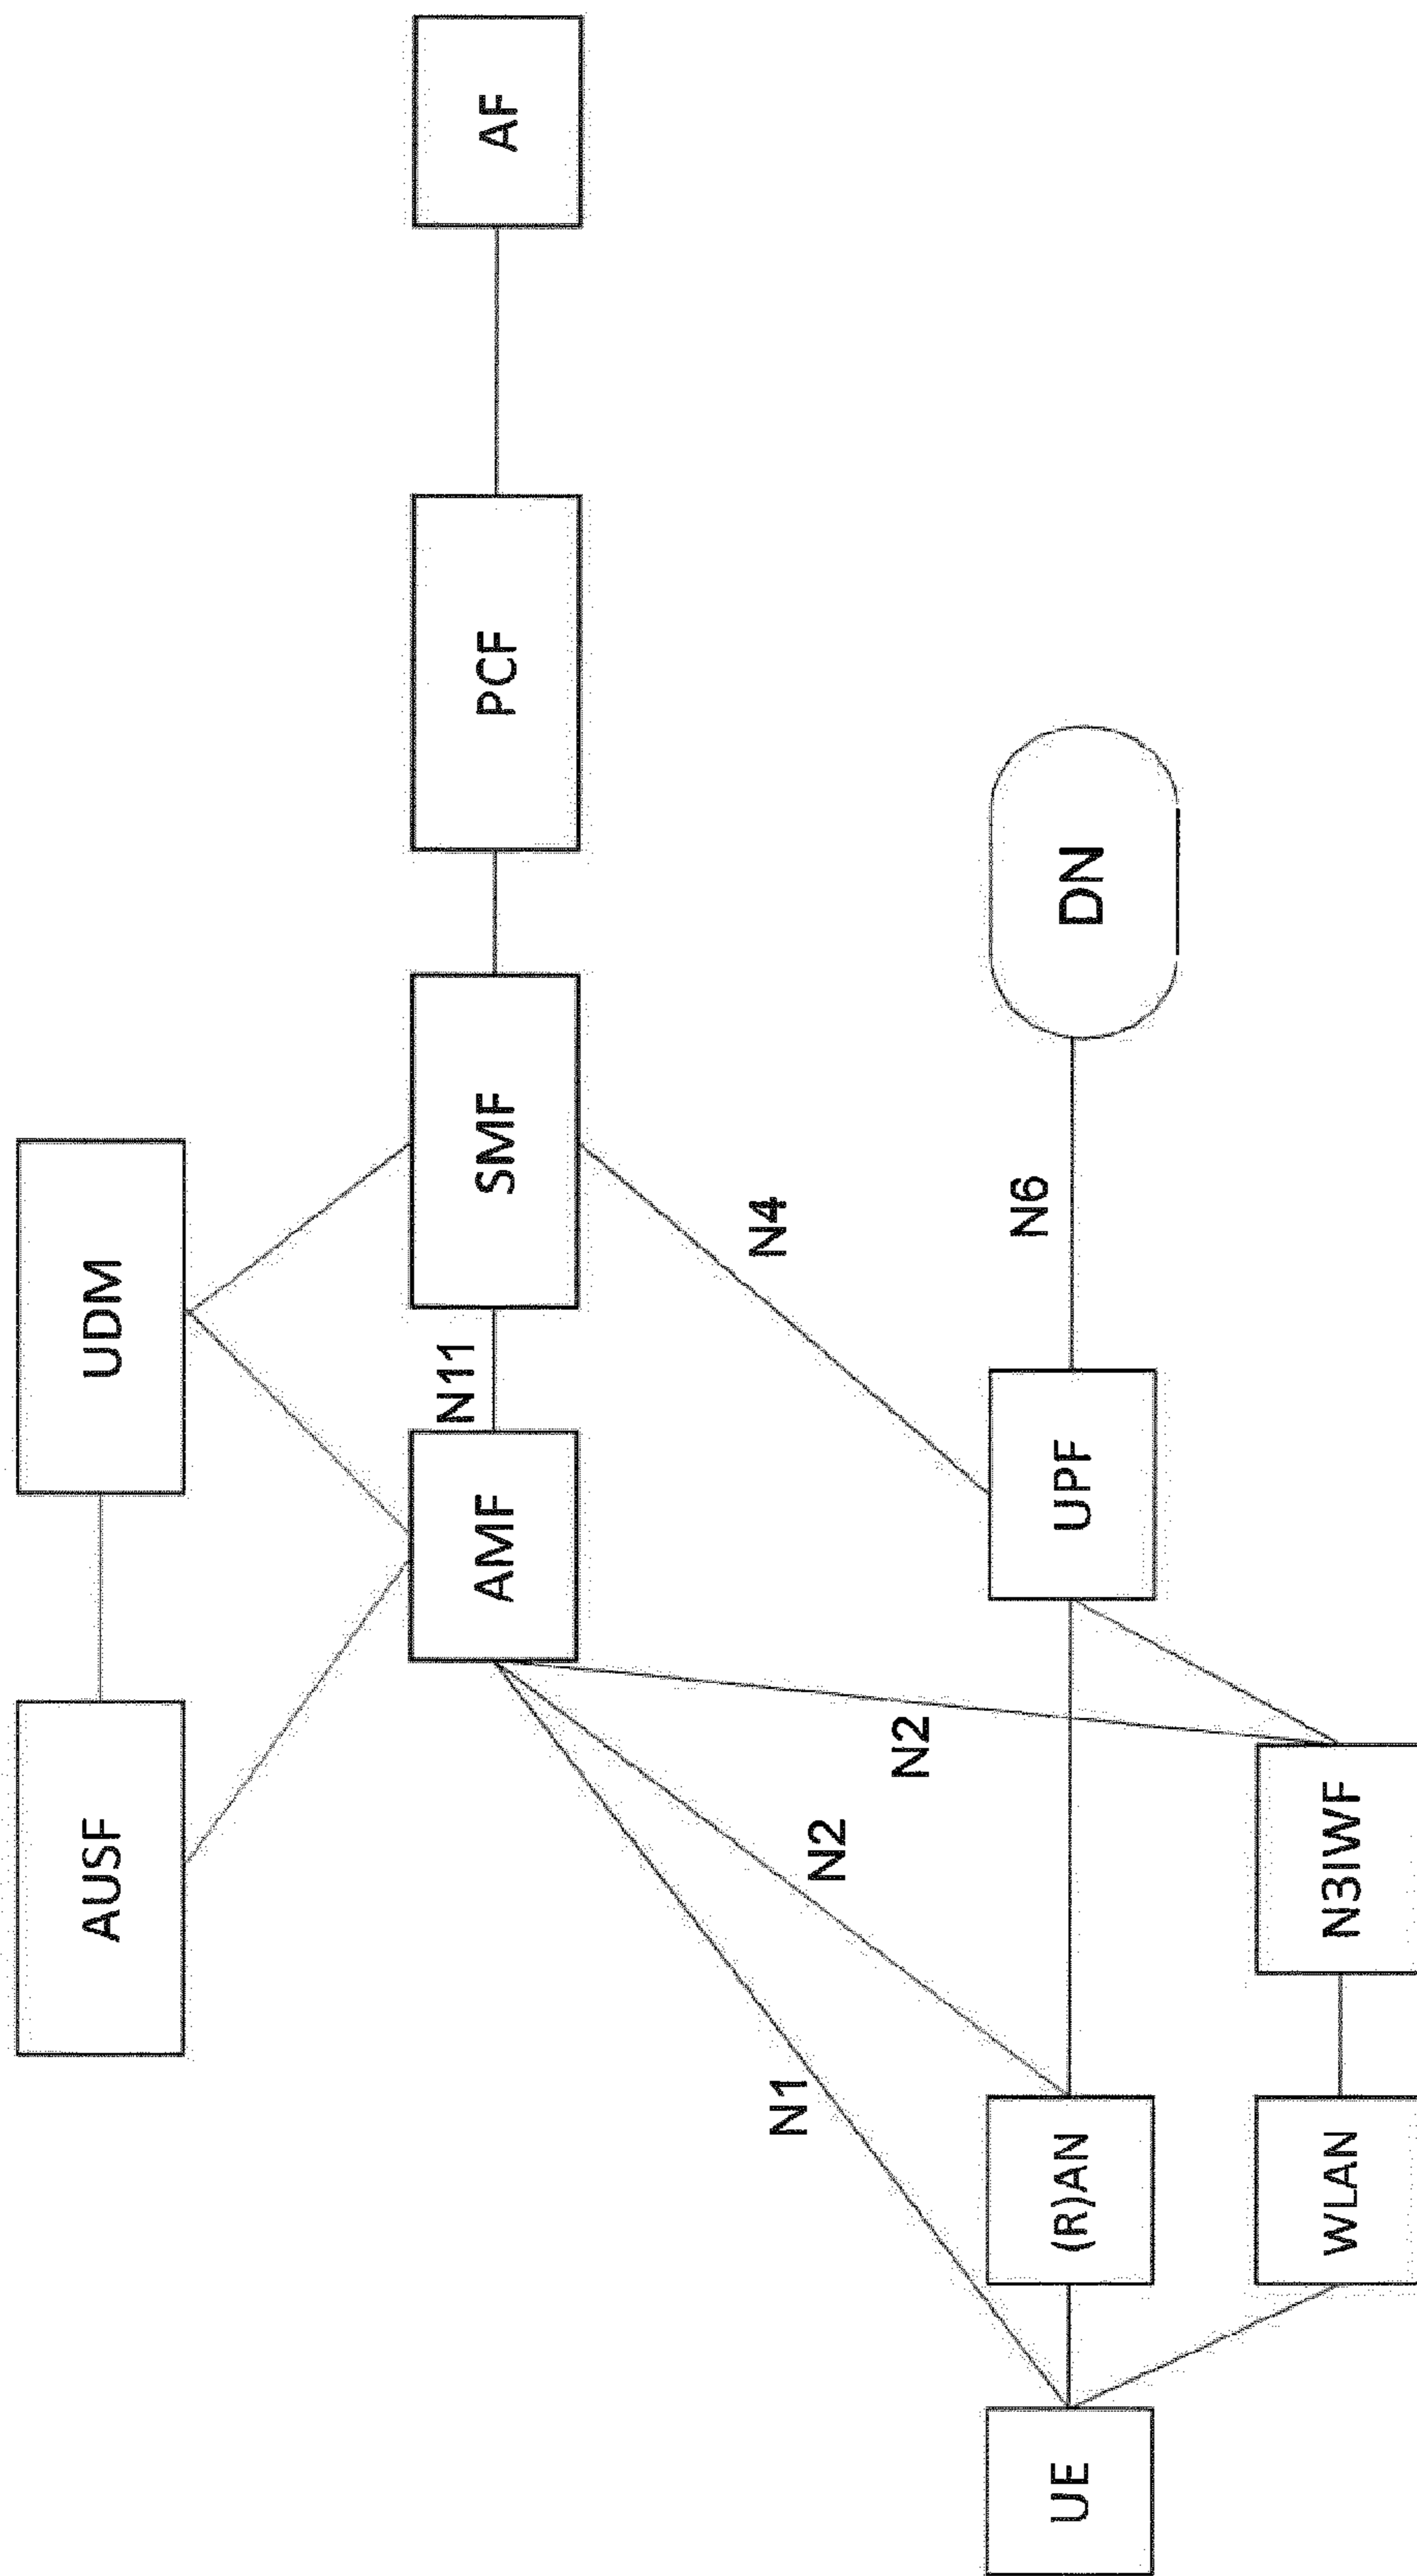 AUSF
UDM
AMF
N11
SMF
PCF
AF
N1
N2
N2
N4
UE
(R)AN
UPF
N6
DN
WLAN
N3IWF